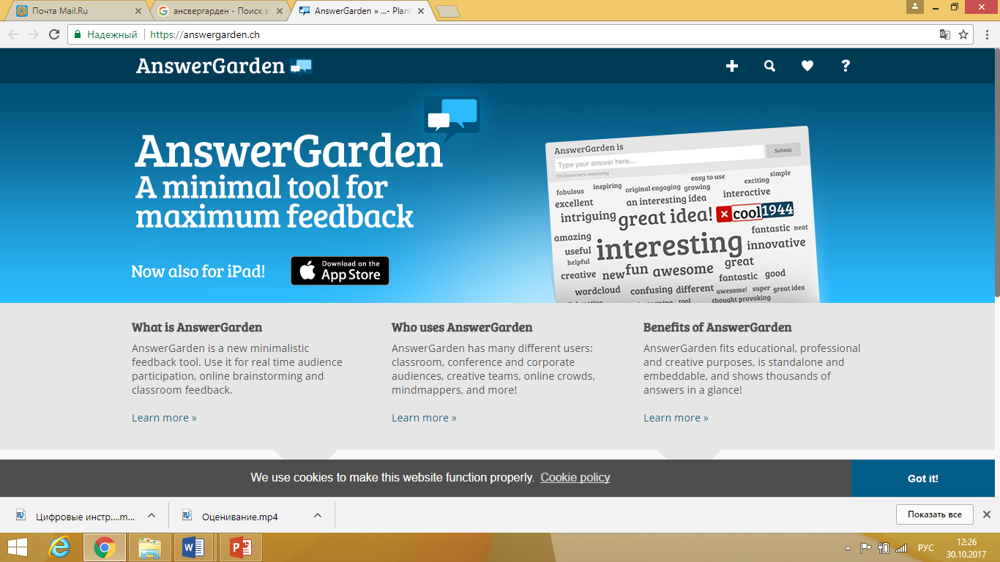 Почта Mail.Ru
ансвергарден - Поиск в
AnswerGarden » ...- Plant
Надежный
https://answergarden.ch
AnswerGarden
AnswerGarden
A minimal tool for
maximum feedback
Now also for iPad!
Download on the
App Store
AnswerGarden is
Type your answer here...
Submit
20 characters remaining
fabulous
inspiring
original
engaging
growing
easy to use
exciting
simple
excellent
an interesting idea
interactive
intriguing
great idea!
cool
1944
amazing
interesting
fantastic
neat
useful
innovative
helpful
great
creative
new
fun
awesome
fantastic
good
wordcloud
confusing
different
awesome!
super
great idea
tool
thought provoking
What is AnswerGarden
AnswerGarden is a new minimalistic
feedback tool. Use it for real time audience
participation, online brainstorming and
classroom feedback.
Learn more »
Who uses AnswerGarden
AnswerGarden has many different users:
classroom, conference and corporate
audiences, creative teams, online crowds,
mindmappers, and more!
Learn more »
Benefits of AnswerGarden
AnswerGarden fits educational, professional
and creative purposes, is standalone and
embeddable, and shows thousands of
answers in a glance!
Learn more »
We use cookies to make this website function properly. Cookie policy
Got it!
Цифровые инстр....m...
Оценивание.mp4
Показать все
РУС
12:26
30.10.2017